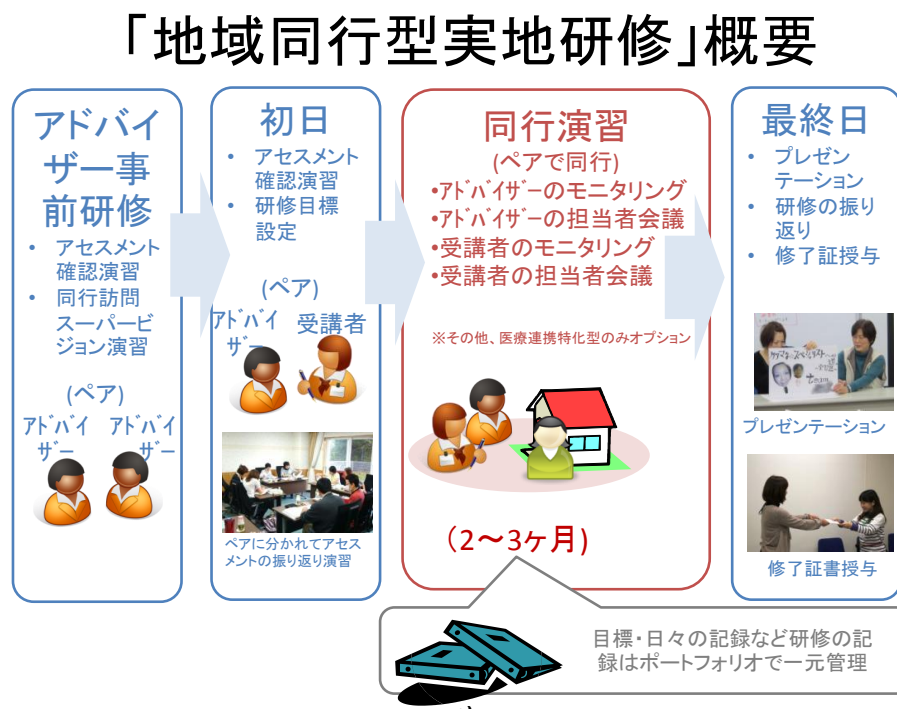 「地域同行型実地研修」概要
アドバイ
ザー事
前研修
• アセスメント
確認演習
• 同行訪問
スーパービ
ジョン演習
(ペア)
ｱﾄﾞﾊﾞｲ
ｻﾞｰ
ｱﾄﾞﾊﾞｲ
ｻﾞｰ
初日
• アセスメント
確認演習
• 研修目標
設定
(ペア)
ｱﾄﾞﾊﾞｲ
ｻﾞｰ
受講者
ペアに分かれてアセス
メントの振り返り演習
同行演習
(ペアで同行)
•ｱﾄﾞﾊﾞｲｻﾞｰのモニタリング
•ｱﾄﾞﾊﾞｲｻﾞｰの担当者会議
•受講者のモニタリング
•受講者の担当者会議
※その他、医療連携特化型のみオプション
（2～3ヶ月)
最終日
• プレゼン
テーション
• 研修の振り
返り
• 修了証授与
プレゼンテーション
修了証書授与
目標・日々の記録など研修の記
録はポートフォリオで一元管理